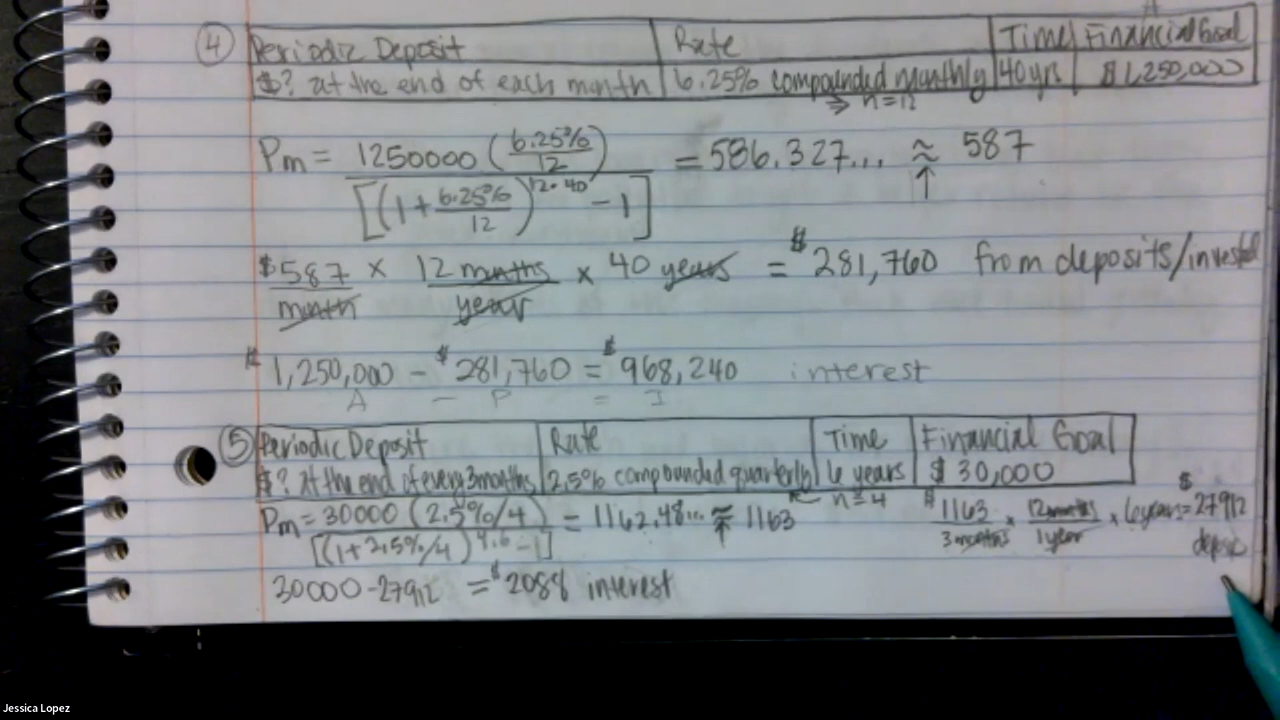 ④ Periodic Deposit Rate Time Financial Goal
$? at the end of each month 6.25% compounded monthly 40 yrs $1,250,000
⇒ n=12
Pm = 1250000 (6.25%/12) / [(1+6.25%/12)^12·40 - 1] = 586.327... ≈ 587
↑
$587/month × 12 months/year × 40 years = $281,760 from deposits/invested
$1,250,000 - $281,760 = $968,240 interest
A - P = I
⑤ Periodic Deposit Rate Time Financial Goal
$? at the end of every 3 months 2.5% compounded quarterly 6 years $30,000
n=4
Pm = 30000 (2.5%/4) / [(1+2.5%/4)^4·6 - 1] = 1162.48... ≈ 1163
↑
$1163/3 months × 12 months/1 year × 6 years = $27912
30000 - 27912 = $2088 interest
Jessica Lopez